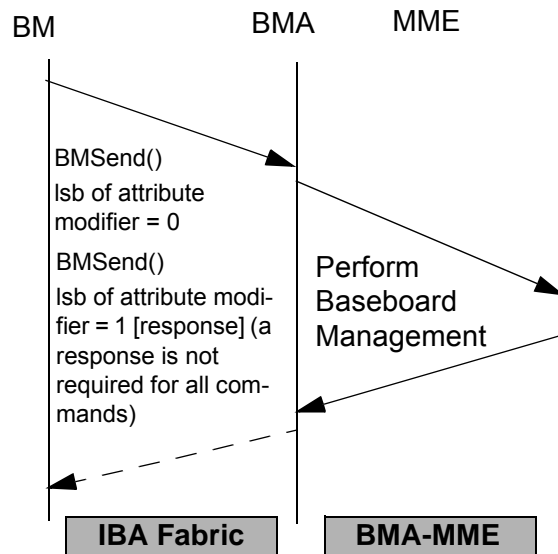 BM
BMA
MME
BMSend()
lsb of attribute
modifier = 0
BMSend()
lsb of attribute modi-
fier = 1 [response] (a
response is not
required for all com-
mands)
Perform
Baseboard
Management
IBA Fabric
BMA-MME